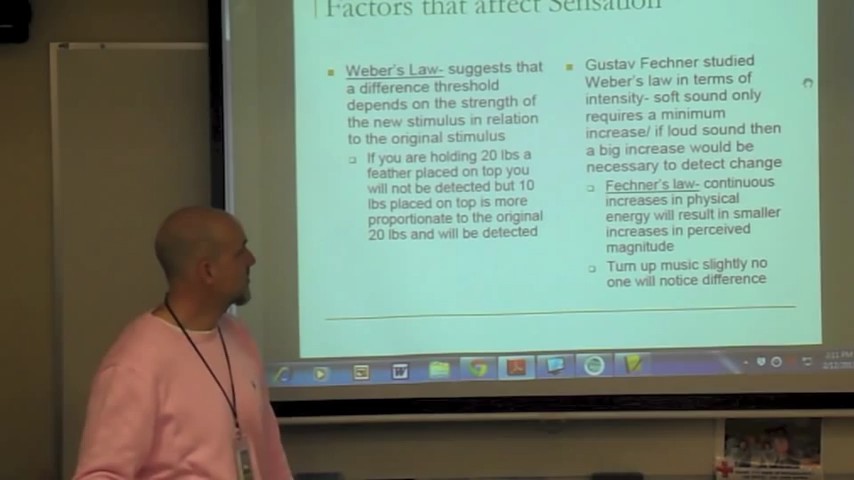 Factors that affect Sensation
Weber's Law- suggests that
a difference threshold
depends on the strength of
the new stimulus in relation
to the original stimulus
If you are holding 20 lbs a
feather placed on top you
will not be detected but 10
lbs placed on top is more
proportionate to the original
20 lbs and will be detected
Gustav Fechner studied
Weber's law in terms of
intensity- soft sound only
requires a minimum
increase/ if loud sound then
a big increase would be
necessary to detect change
Fechner's law- continuous
increases in physical
energy will result in smaller
increases in perceived
magnitude
Turn up music slightly no
one will notice difference